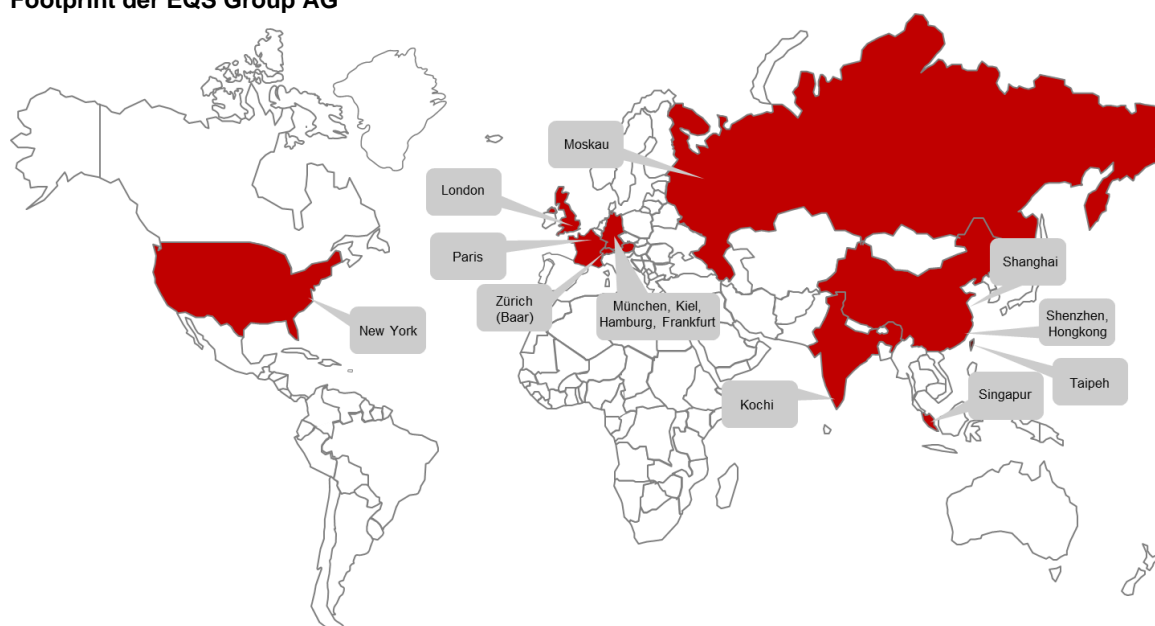 Footprint der EQS Group AG
Moskau
London
Paris
Zürich
(Baar)
München, Kiel,
Hamburg, Frankfurt
New York
Shanghai
Shenzhen,
Hongkong
Taipeh
Singapur
Kochi